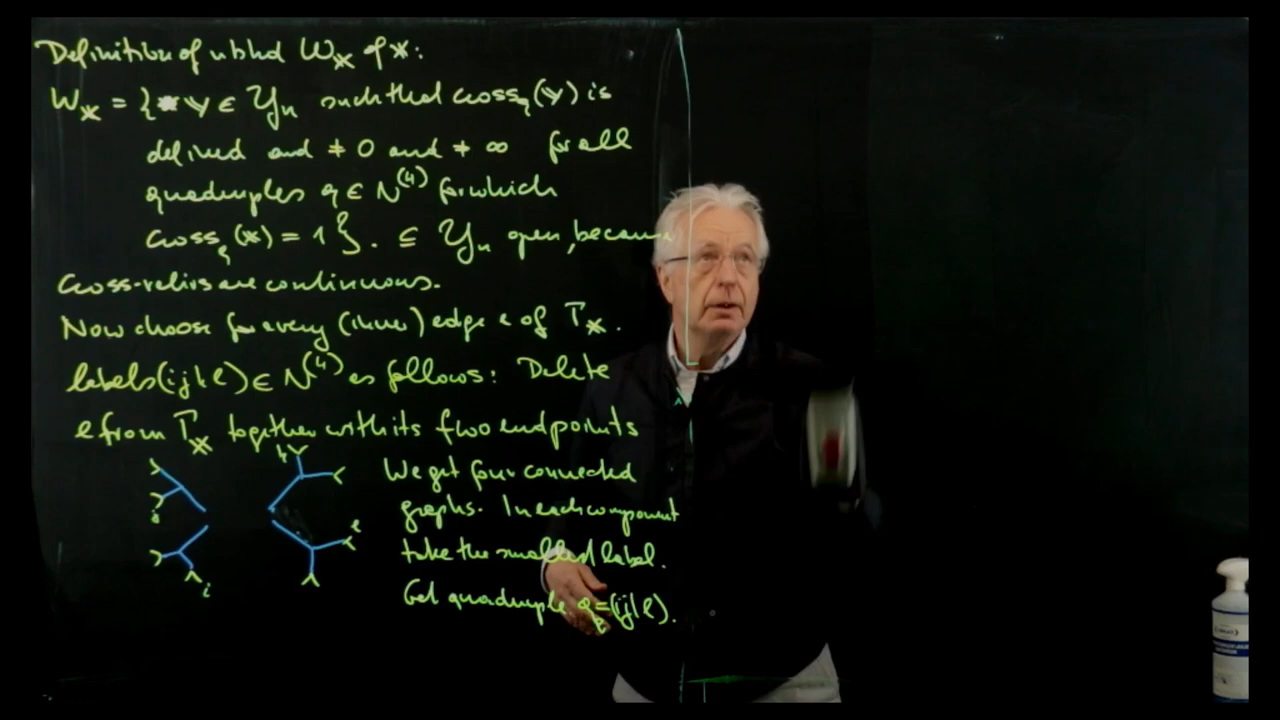 Definition of nbhd W_x of x:
W_x = { y ∈ Y_n such that cross_q(y) is
defined and ≠ 0 and ≠ ∞ for all
quadruples q ∈ N^(4) for which
cross_q(x) = 1 } . ⊆ Y_n open, because
cross-ratios are continuous.
Now choose for every (inner) edge e of T_x .
labels (ijkl) ∈ N^(4) as follows: Delete
e from T_x together with its two endpoints
We get four connected
graphs. In each component
take the smallest label.
Get quadruple q_e=(ijkl).
k
j
l
i